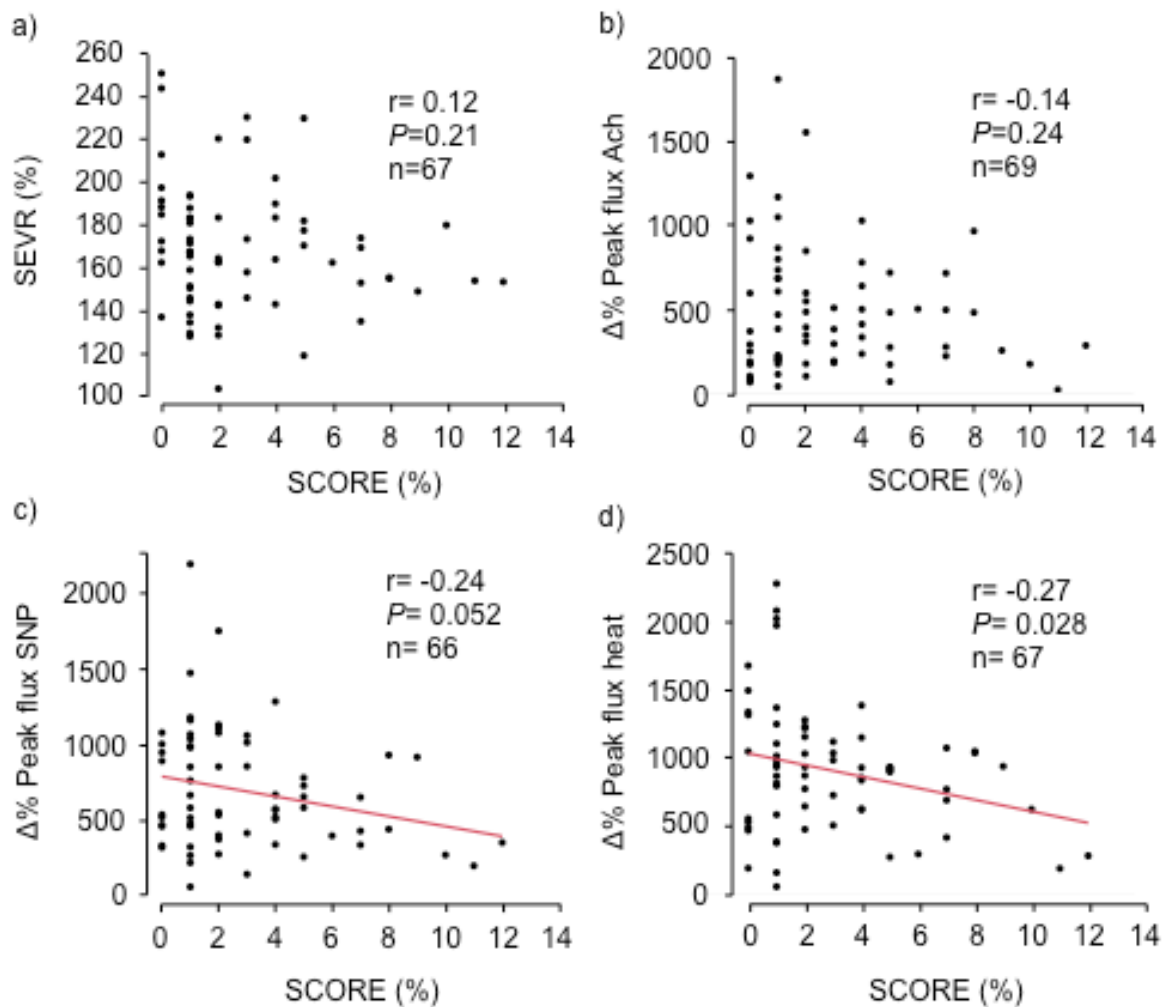 a)
260
240
220
200
180
160
140
120
100
SEVR (%)
r= 0.12
P=0.21
n=67
0 2 4 6 8 10 12 14
SCORE (%)
b)
2000
1500
1000
500
0
Δ% Peak flux Ach
r= -0.14
P=0.24
n=69
0 2 4 6 8 10 12 14
SCORE (%)
c)
2000
1500
1000
500
0
Δ% Peak flux SNP
r= -0.24
P= 0.052
n= 66
0 2 4 6 8 10 12 14
SCORE (%)
d)
2500
2000
1500
1000
500
0
Δ% Peak flux heat
r= -0.27
P= 0.028
n= 67
0 2 4 6 8 10 12 14
SCORE (%)